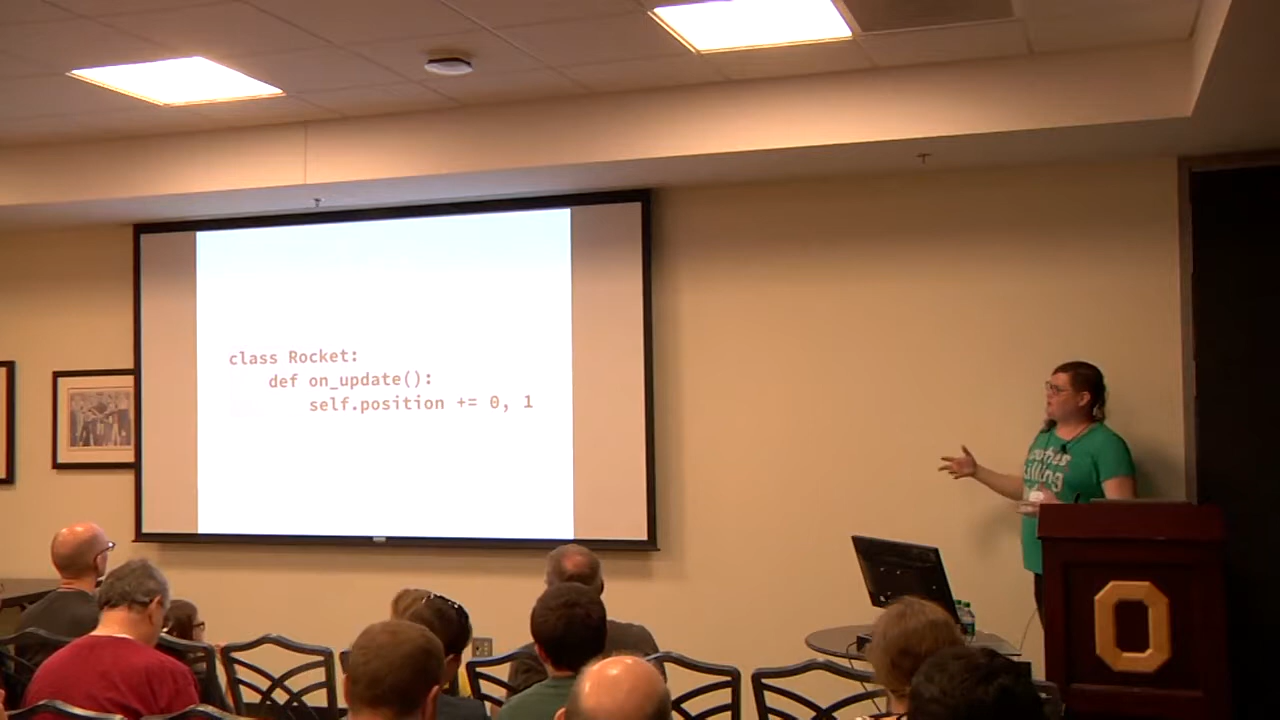 class Rocket:
    def on_update():
        self.position += 0, 1
O